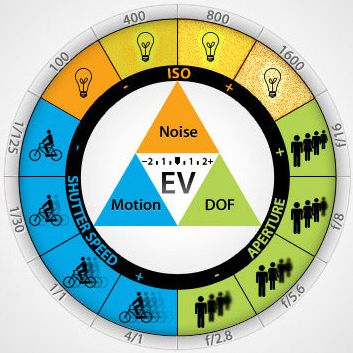 100
400
800
1600
- ISO +
Noise
-2 1 1 2+
EV
Motion
DOF
- SHUTTER SPEED +
- APERTURE +
1/125
1/30
1/1
4/1
f/2.8
f/5.6
f/8
f/16